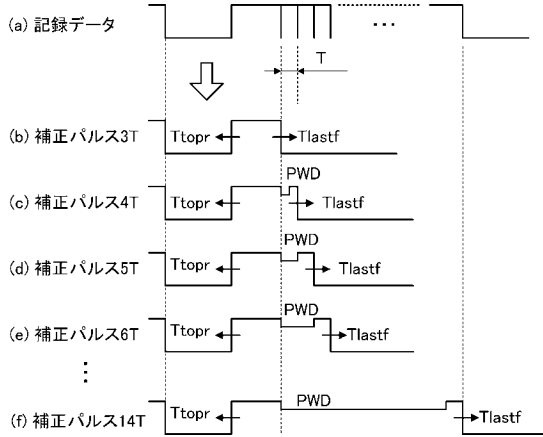 (a) 記録データ
...
T
(b) 補正パルス3T
Ttopr
Tlastf
(c) 補正パルス4T
Ttopr
PWD
Tlastf
(d) 補正パルス5T
Ttopr
PWD
Tlastf
(e) 補正パルス6T
Ttopr
PWD
Tlastf
(f) 補正パルス14T
Ttopr
PWD
Tlastf